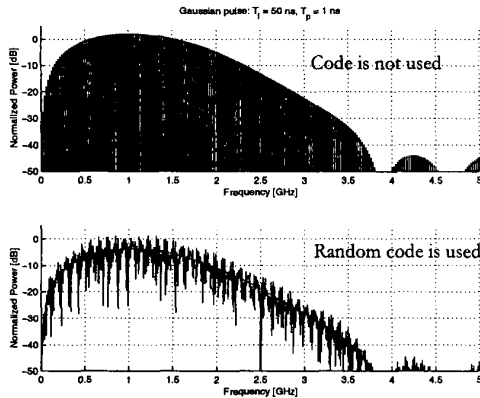 Gaussian pulse: T_f = 50 ns, T_p = 1 ns
Code is not used
Normalized Power [dB]
0
-10
-20
-30
-40
-50
0 0.5 1 1.5 2 2.5 3 3.5 4 4.5 5
Frequency [GHz]
Random code is used
Normalized Power [dB]
0
-10
-20
-30
-40
-50
0 0.5 1 1.5 2 2.5 3 3.5 4 4.5 5
Frequency [GHz]